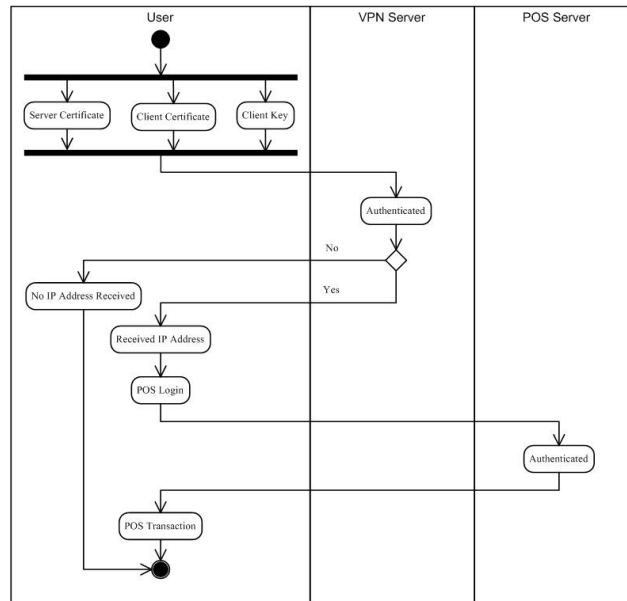 User
VPN Server
POS Server
Server Certificate
Client Certificate
Client Key
Authenticated
No
Yes
No IP Address Received
Received IP Address
POS Login
Authenticated
POS Transaction